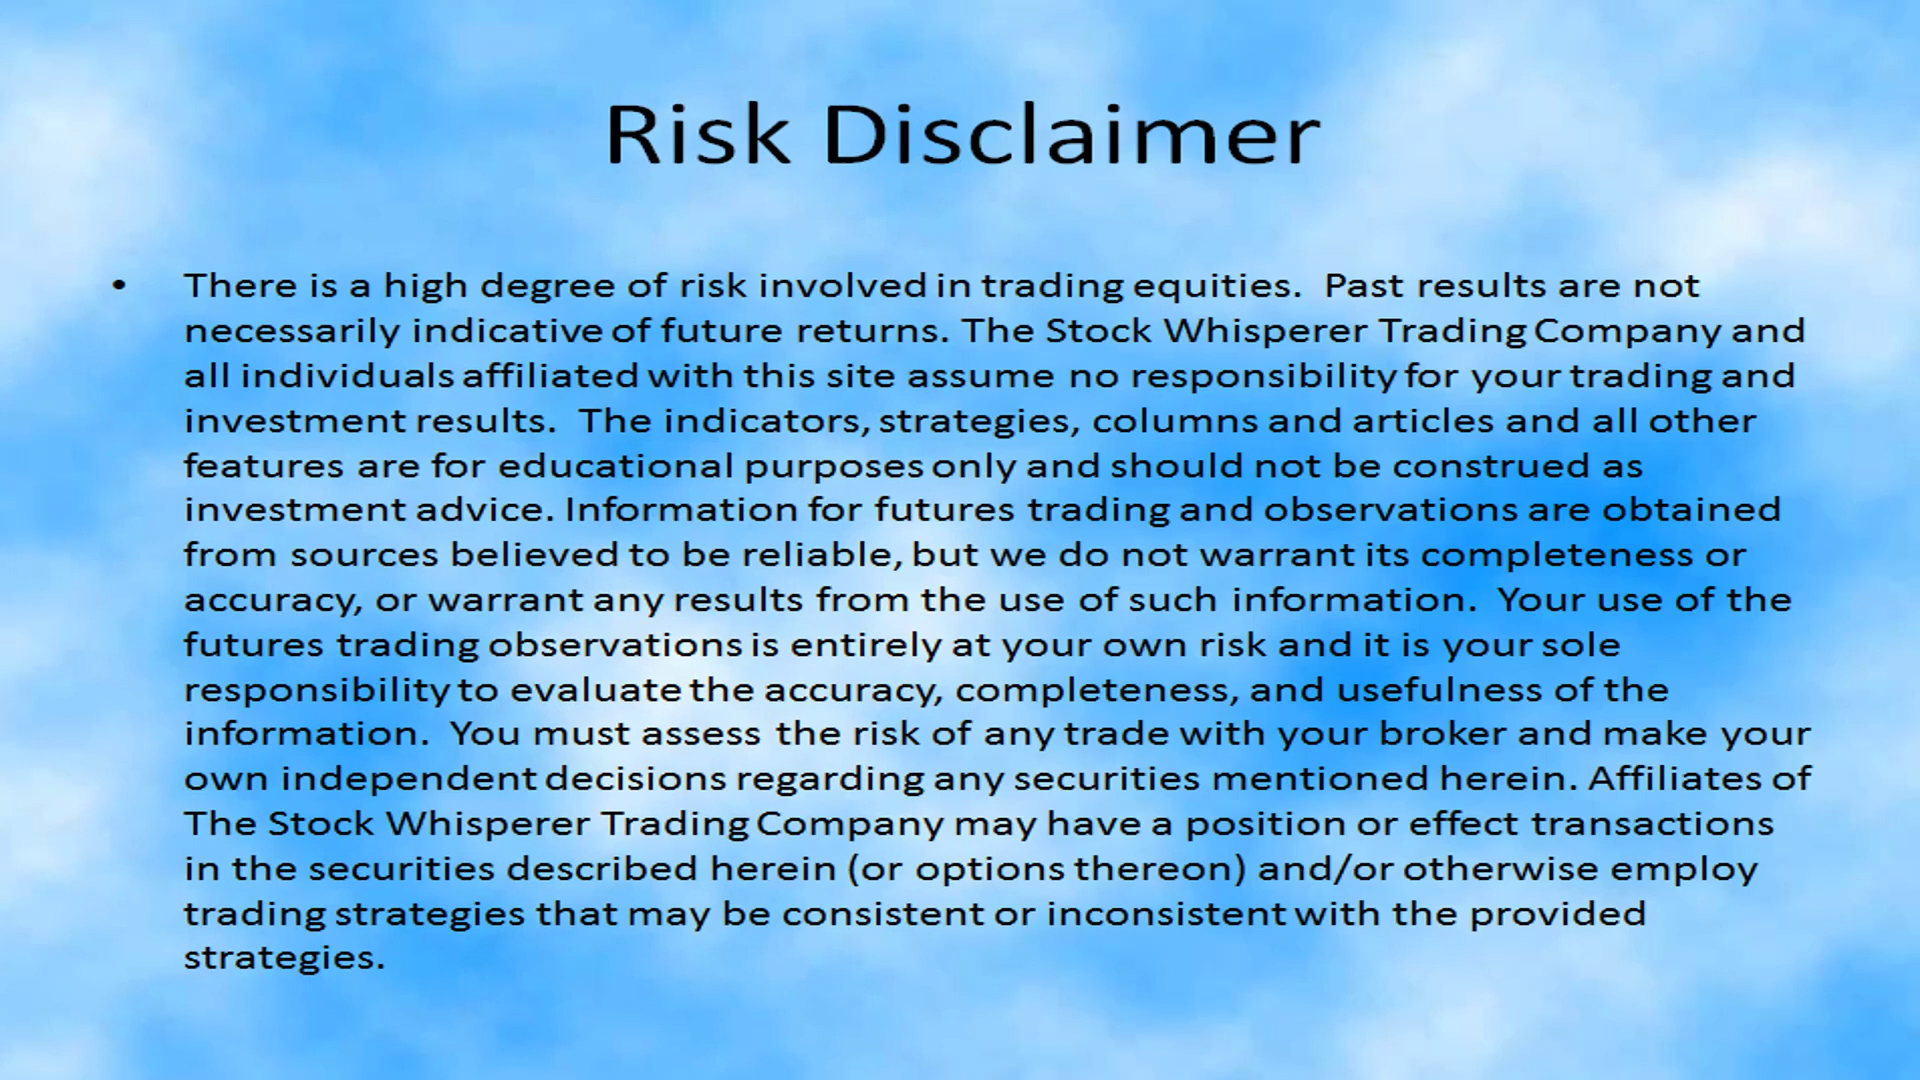 Risk Disclaimer
• There is a high degree of risk involved in trading equities.  Past results are not
necessarily indicative of future returns. The Stock Whisperer Trading Company and
all individuals affiliated with this site assume no responsibility for your trading and
investment results.  The indicators, strategies, columns and articles and all other
features are for educational purposes only and should not be construed as
investment advice. Information for futures trading and observations are obtained
from sources believed to be reliable, but we do not warrant its completeness or
accuracy, or warrant any results from the use of such information.  Your use of the
futures trading observations is entirely at your own risk and it is your sole
responsibility to evaluate the accuracy, completeness, and usefulness of the
information.  You must assess the risk of any trade with your broker and make your
own independent decisions regarding any securities mentioned herein. Affiliates of
The Stock Whisperer Trading Company may have a position or effect transactions
in the securities described herein (or options thereon) and/or otherwise employ
trading strategies that may be consistent or inconsistent with the provided
strategies.